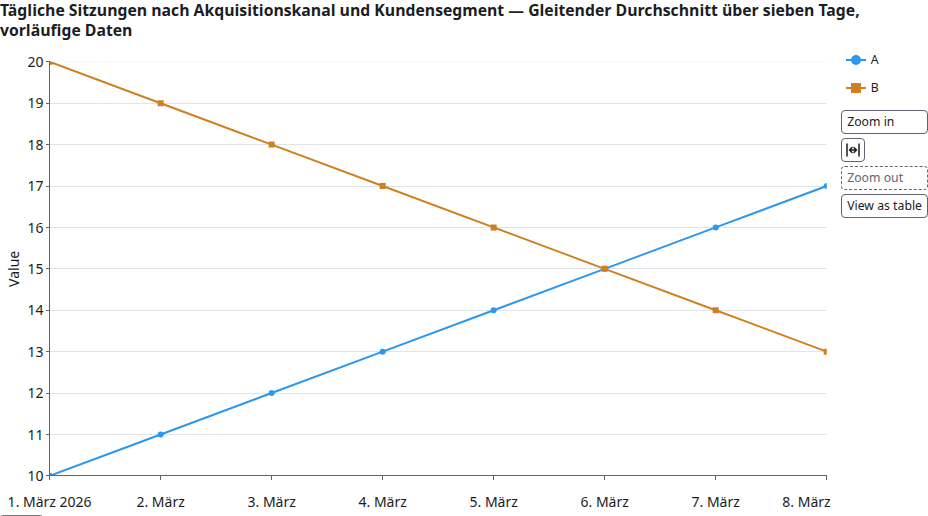 Tägliche Sitzungen nach Akquisitionskanal und Kundensegment — Gleitender Durchschnitt über sieben Tage,
vorläufige Daten
A
B
Zoom in
Zoom out
View as table
Value
20
19
18
17
16
15
14
13
12
11
10
1. März 2026
2. März
3. März
4. März
5. März
6. März
7. März
8. März